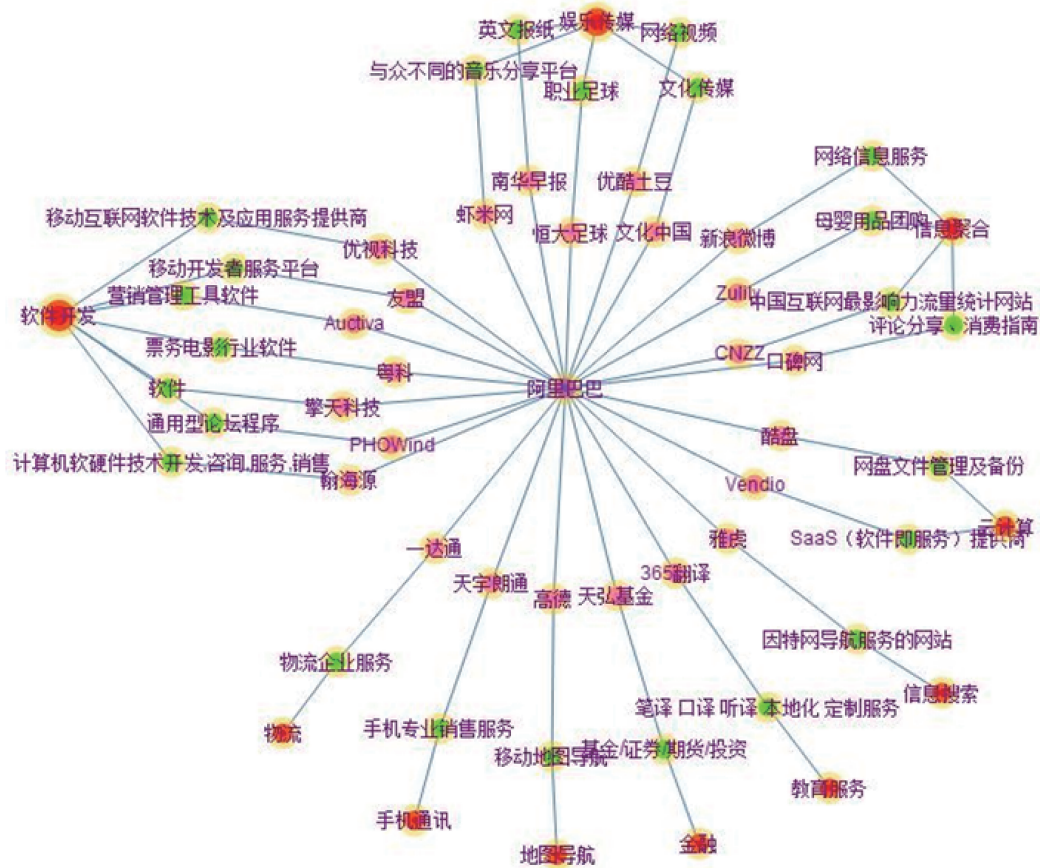 英文报纸
娱乐传媒
网络视频
与众不同的音乐分享平台
职业足球
文化传媒
网络信息服务
南华早报
优酷土豆
虾米网
恒大足球
文化中国
新浪微博
母婴用品团购
信息聚合
移动互联网软件技术及应用服务提供商
优视科技
移动开发者服务平台
营销管理工具软件
友盟
Zulily
中国互联网最影响力流量统计网站
软件开发
Auctiva
评论分享、消费指南
票务电影行业软件
粤科
CNZZ
口碑网
软件
阿里巴巴
擎天科技
通用型论坛程序
PHOWind
酷盘
计算机软硬件技术开发,咨询,服务,销售
翰海源
网盘文件管理及备份
Vendio
云计算
SaaS（软件即服务）提供商
一达通
雅虎
天宇朗通
高德
天弘基金
365翻译
因特网导航服务的网站
物流企业服务
信息搜索
笔译 口译 听译 本地化 定制服务
物流
手机专业销售服务
移动地图导航
基金/证券/期货/投资
教育服务
手机通讯
地图导航
金融